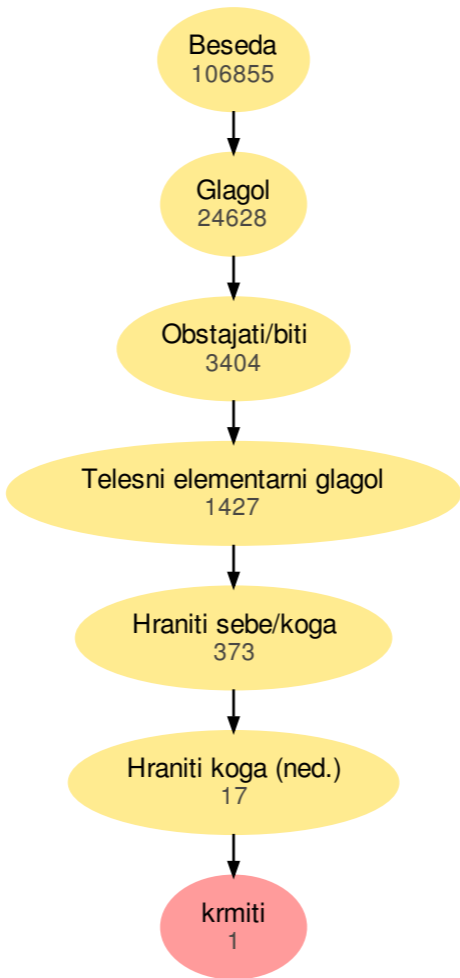 Beseda
106855
Glagol
24628
Obstajati/biti
3404
Telesni elementarni glagol
1427
Hraniti sebe/koga
373
Hraniti koga (ned.)
17
krmiti
1